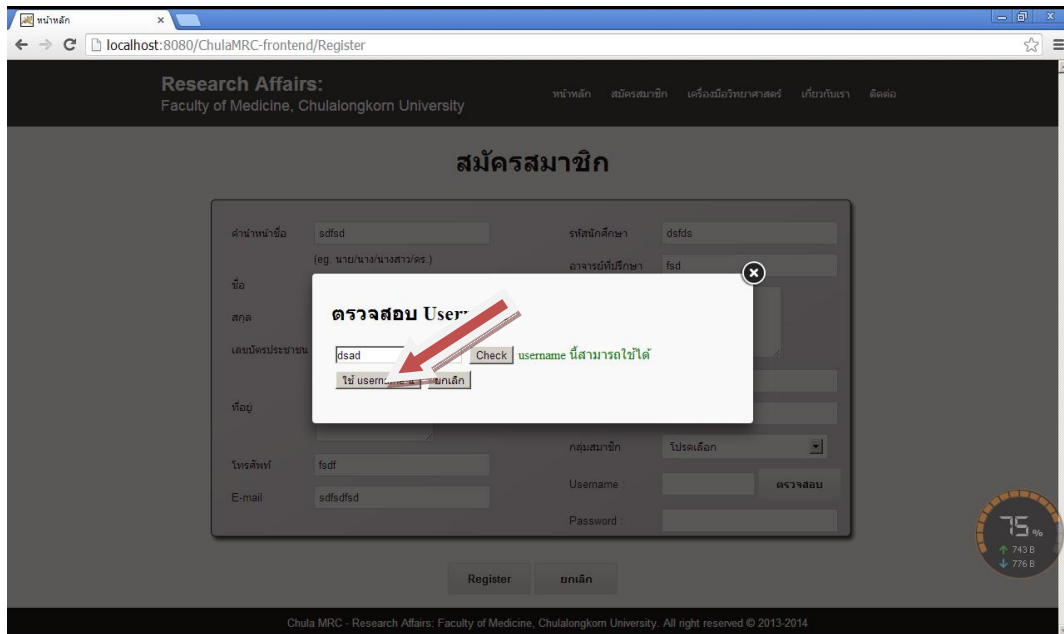 หน้าหลัก
localhost:8080/ChulaMRC-frontend/Register
Research Affairs:
Faculty of Medicine, Chulalongkorn University
หน้าหลัก สมัครสมาชิก เครื่องมือวิทยาศาสตร์ เกี่ยวกับเรา ติดต่อ
สมัครสมาชิก
คำนำหน้าชื่อ sdfsd
(eg. นาย/นาง/นางสาว/ดร.)
ชื่อ
สกุล
เลขบัตรประชาชน
ที่อยู่
โทรศัพท์ fsdf
E-mail sdfsdfsd
รหัสนักศึกษา dsfds
อาจารย์ที่ปรึกษา fsd
ตรวจสอบ
dsad Check username นี้สามารถใช้ได้
ใช้ ยกเลิก
กลุ่มสมาชิก โปรดเลือก
Username : ตรวจสอบ
Password :
Register ยกเลิก
75%
743 B
776 B
Chula MRC - Research Affairs: Faculty of Medicine, Chulalongkorn University. All right reserved © 2013-2014